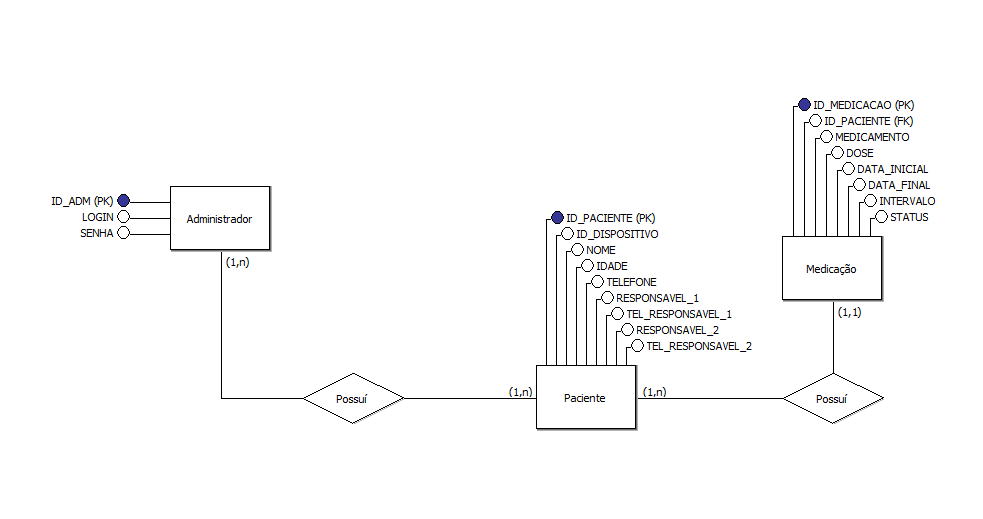 ID_ADM (PK)
LOGIN
SENHA
Administrador
(1,n)
Possuí
(1,n)
ID_PACIENTE (PK)
ID_DISPOSITIVO
NOME
IDADE
TELEFONE
RESPONSAVEL_1
TEL_RESPONSAVEL_1
RESPONSAVEL_2
TEL_RESPONSAVEL_2
Paciente
(1,n)
Possuí
(1,1)
ID_MEDICACAO (PK)
ID_PACIENTE (FK)
MEDICAMENTO
DOSE
DATA_INICIAL
DATA_FINAL
INTERVALO
STATUS
Medicação